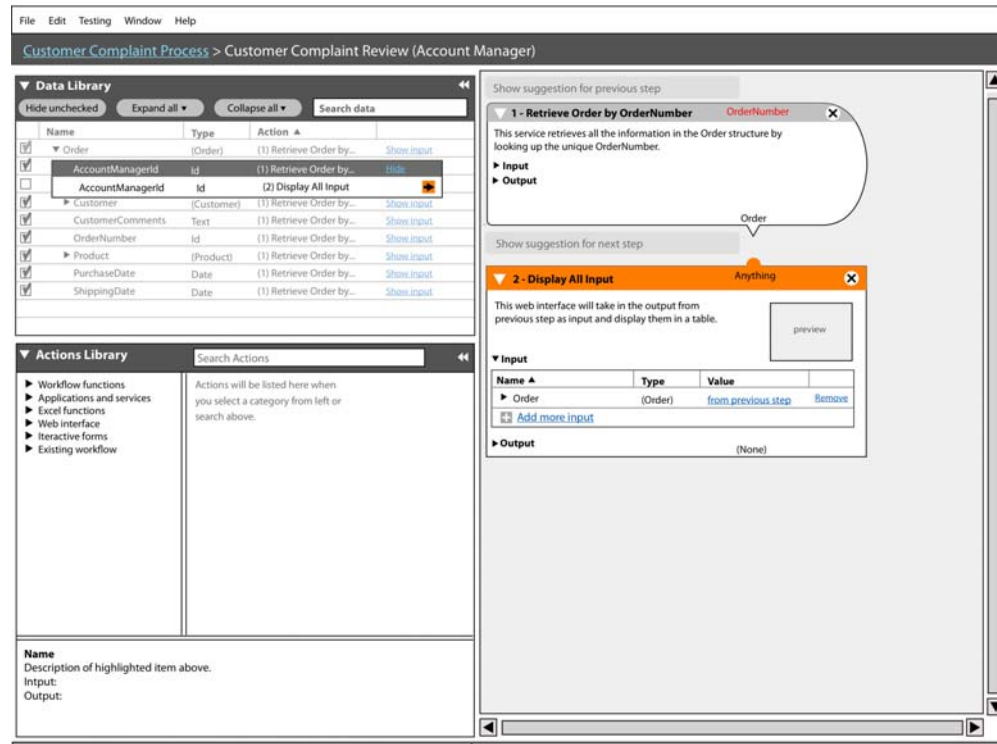 File Edit Testing Window Help
Customer Complaint Process > Customer Complaint Review (Account Manager)
Data Library
Hide unchecked Expand all Collapse all Search data
Name Type Action
Order (Order) (1) Retrieve Order by... Show input
AccountManagerId Id (1) Retrieve Order by... Hide
AccountManagerId Id (2) Display All Input
Customer (Customer) (1) Retrieve Order by... Show input
CustomerComments Text (1) Retrieve Order by... Show input
OrderNumber Id (1) Retrieve Order by... Show input
Product (Product) (1) Retrieve Order by... Show input
PurchaseDate Date (1) Retrieve Order by... Show input
ShippingDate Date (1) Retrieve Order by... Show input
Actions Library Search Actions
Workflow functions
Applications and services
Excel functions
Web interface
Iteractive forms
Existing workflow
Actions will be listed here when
you select a category from left or
search above.
Name
Description of highlighted item above.
Intput:
Output:
Show suggestion for previous step
1 - Retrieve Order by OrderNumber OrderNumber
This service retrieves all the information in the Order structure by
looking up the unique OrderNumber.
Input
Output
Order
Show suggestion for next step
2 - Display All Input Anything
This web interface will take in the output from
previous step as input and display them in a table.
preview
Input
Name Type Value
Order (Order) from previous step Remove
Add more input
Output
(None)